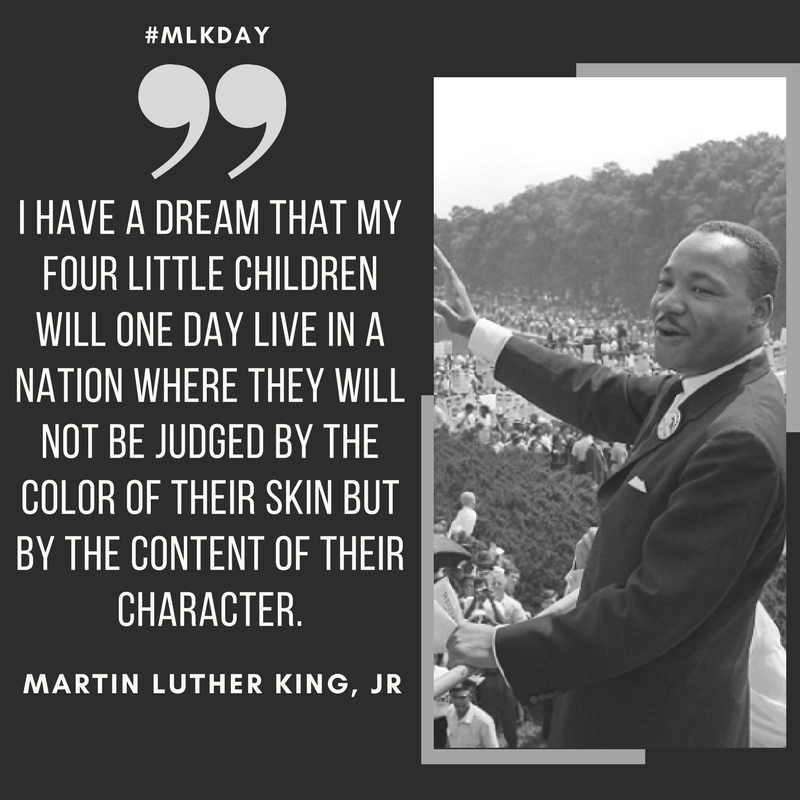 #MLKDAY
”
I HAVE A DREAM THAT MY
FOUR LITTLE CHILDREN
WILL ONE DAY LIVE IN A
NATION WHERE THEY WILL
NOT BE JUDGED BY THE
COLOR OF THEIR SKIN BUT
BY THE CONTENT OF THEIR
CHARACTER.
MARTIN LUTHER KING, JR